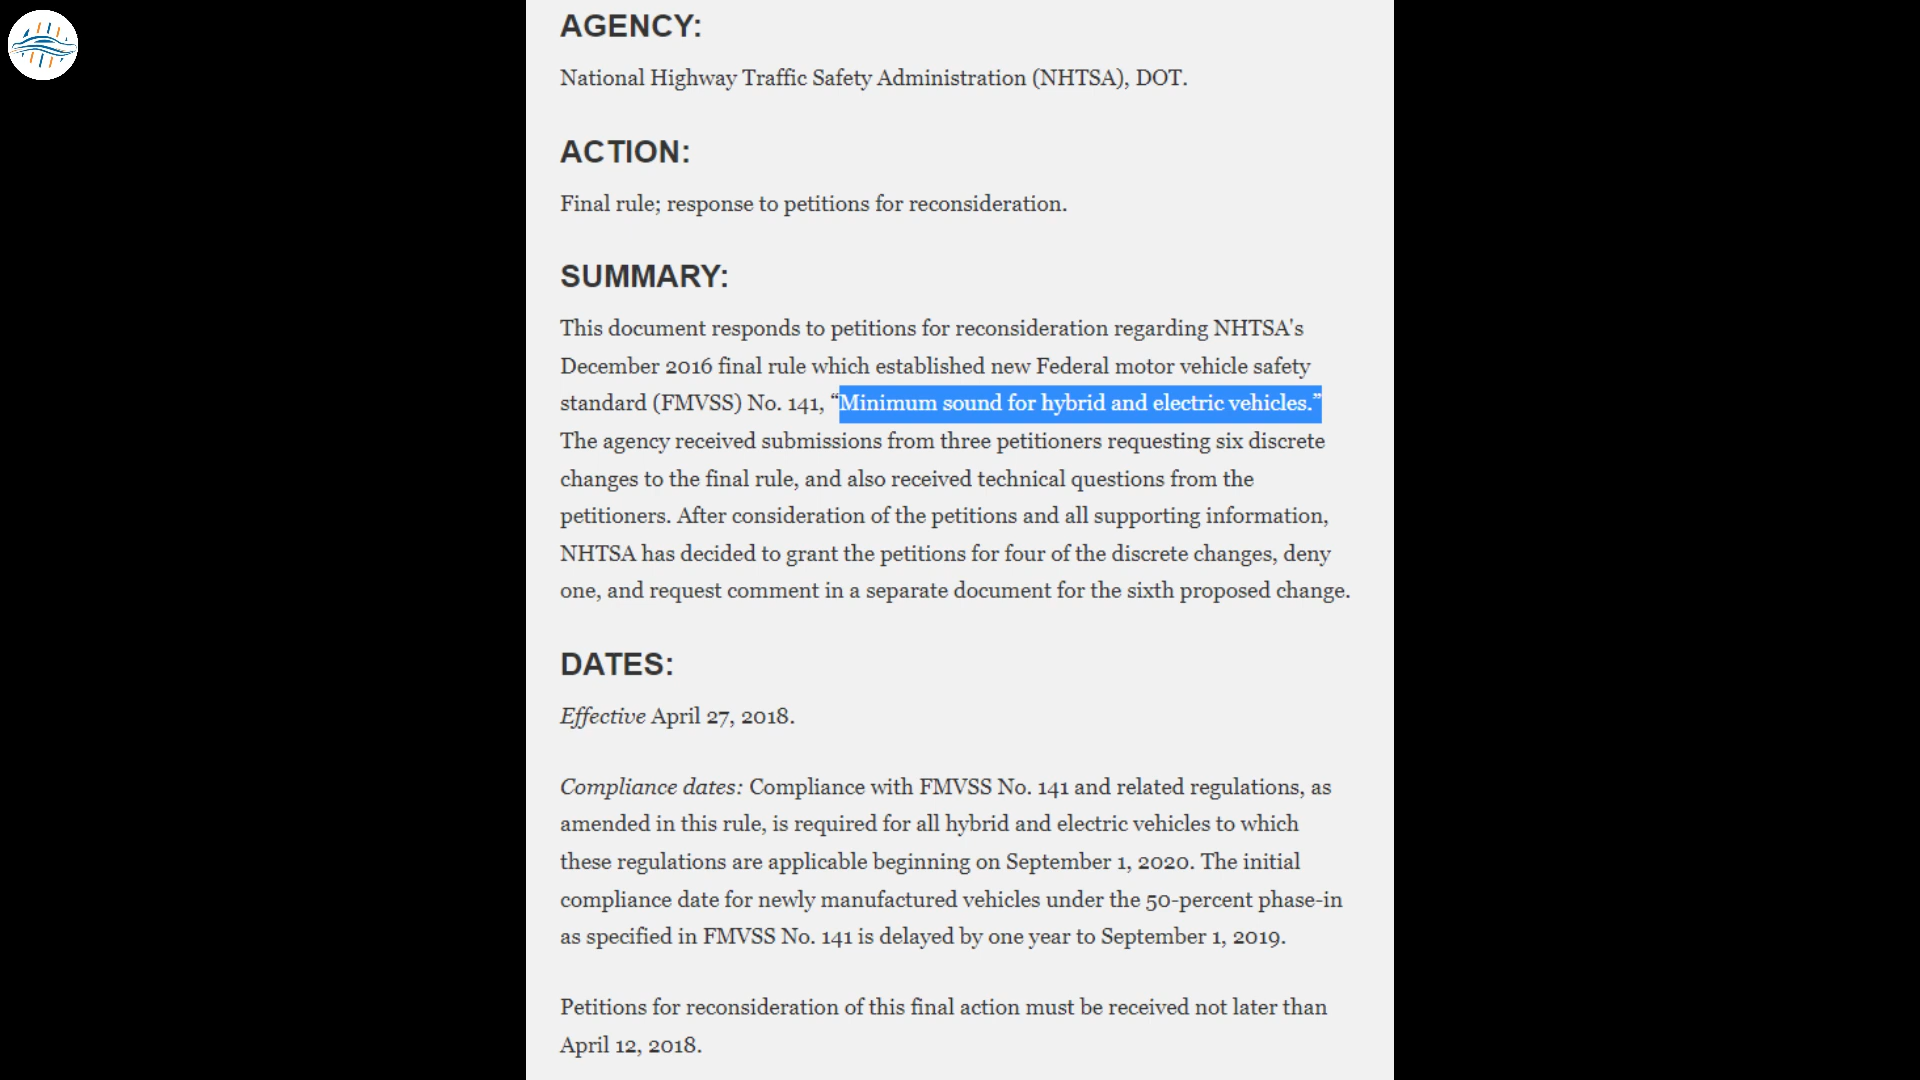 AGENCY:
National Highway Traffic Safety Administration (NHTSA), DOT.
ACTION:
Final rule; response to petitions for reconsideration.
SUMMARY:
This document responds to petitions for reconsideration regarding NHTSA's
December 2016 final rule which established new Federal motor vehicle safety
standard (FMVSS) No. 141, “Minimum sound for hybrid and electric vehicles.”
The agency received submissions from three petitioners requesting six discrete
changes to the final rule, and also received technical questions from the
petitioners. After consideration of the petitions and all supporting information,
NHTSA has decided to grant the petitions for four of the discrete changes, deny
one, and request comment in a separate document for the sixth proposed change.
DATES:
Effective April 27, 2018.
Compliance dates: Compliance with FMVSS No. 141 and related regulations, as
amended in this rule, is required for all hybrid and electric vehicles to which
these regulations are applicable beginning on September 1, 2020. The initial
compliance date for newly manufactured vehicles under the 50-percent phase-in
as specified in FMVSS No. 141 is delayed by one year to September 1, 2019.
Petitions for reconsideration of this final action must be received not later than
April 12, 2018.